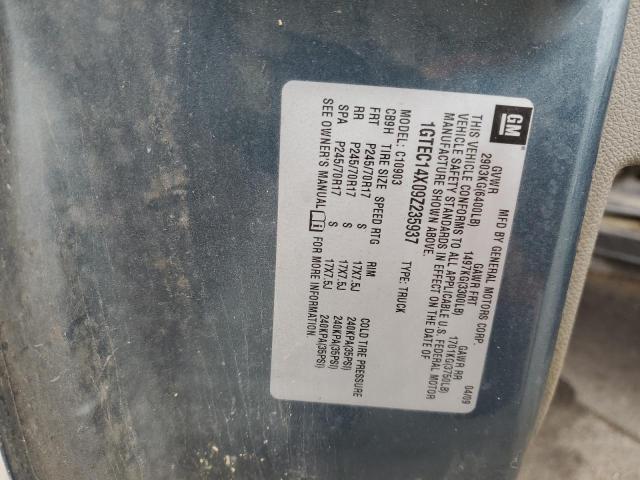 GM
MFD BY GENERAL MOTORS CORP. 04/09
GVWR GAWR FRT GAWR RR
2903KG(6400LB) 1497KG(3300LB) 1701KG(3750LB)
THIS VEHICLE CONFORMS TO ALL APPLICABLE U.S. FEDERAL MOTOR
VEHICLE SAFETY STANDARDS IN EFFECT ON THE DATE OF
MANUFACTURE SHOWN ABOVE.
1GTEC14X09Z235937
MODEL: C10903 TYPE: TRUCK
CB9H TIRE SIZE SPEED RTG RIM COLD TIRE PRESSURE
FRT P245/70R17 S 17X7.5J 240KPA(35PSI)
RR P245/70R17 S 17X7.5J 240KPA(35PSI)
SPA P245/70R17 S 17X7.5J 240KPA(35PSI)
SEE OWNER'S MANUAL FOR MORE INFORMATION.